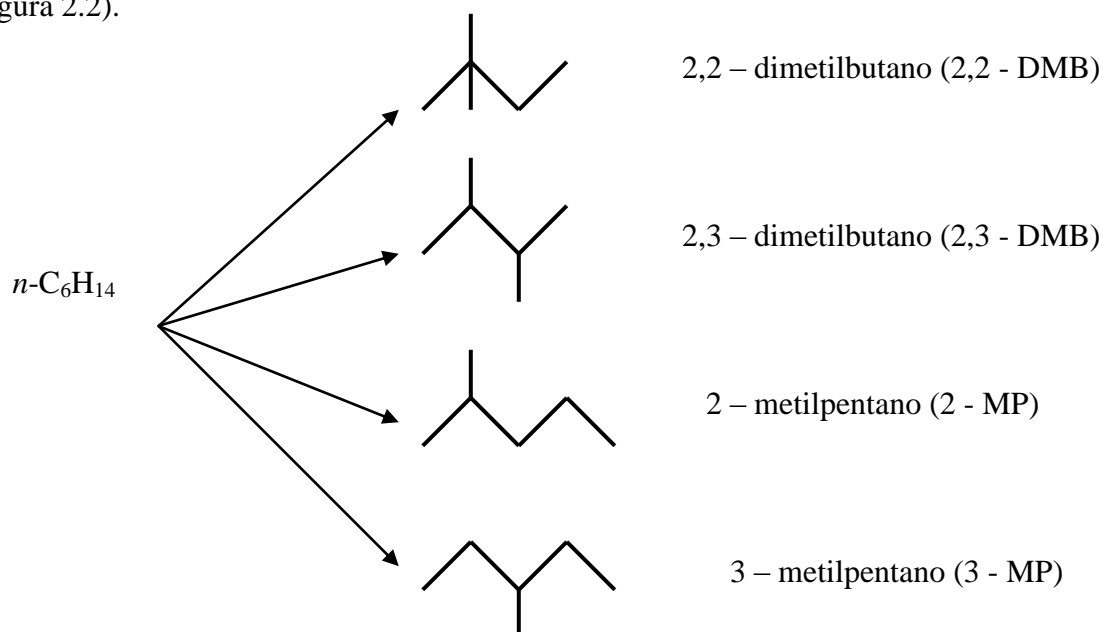 gura 2.2).
2,2 – dimetilbutano (2,2 - DMB)
2,3 – dimetilbutano (2,3 - DMB)
n-C₆H₁₄
2 – metilpentano (2 - MP)
3 – metilpentano (3 - MP)